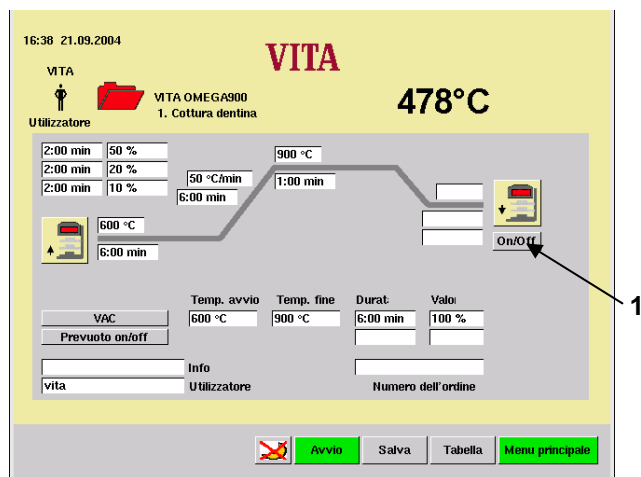 16:38 21.09.2004
VITA
VITA
478°C
VITA OMEGA900
1. Cottura dentina
Utilizzatore
2:00 min 50 %
2:00 min 20 %
2:00 min 10 %
900 °C
50 °C/min
1:00 min
6:00 min
600 °C
6:00 min
On/Off
1
Temp. avvio Temp. fine Durat Valo
VAC 600 °C 900 °C 6:00 min 100 %
Prevuoto on/off
Info
vita Utilizzatore Numero dell'ordine
Avvio Salva Tabella Menu principale